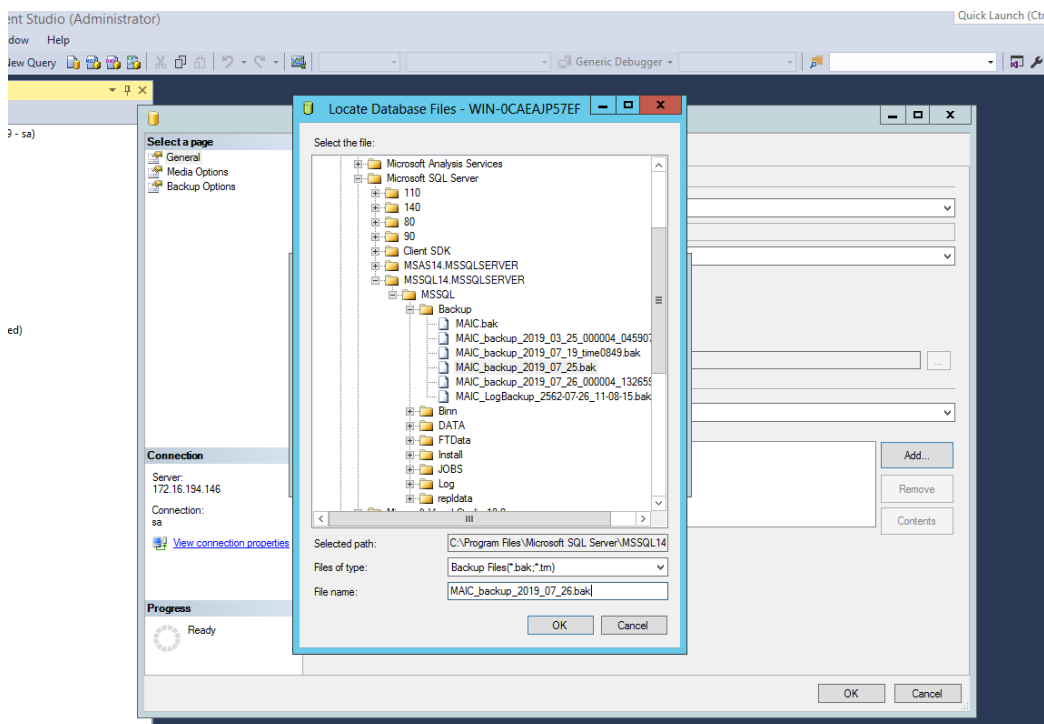 ent Studio (Administrator)
Quick Launch (Ctr
dow Help
New Query Generic Debugger
9 - sa)
ed)
Select a page
General
Media Options
Backup Options
Connection
Server:
172.16.194.146
Connection:
sa
View connection properties
Progress
Ready
Locate Database Files - WIN-0CAEAJP57EF
Select the file:
Microsoft Analysis Services
Microsoft SQL Server
110
140
80
90
Client SDK
MSAS14.MSSQLSERVER
MSSQL14.MSSQLSERVER
MSSQL
Backup
MAIC.bak
MAIC_backup_2019_03_25_000004_045907
MAIC_backup_2019_07_19_time0849.bak
MAIC_backup_2019_07_25.bak
MAIC_backup_2019_07_26_000004_132659
MAIC_LogBackup_2562-07-26_11-08-15.bak
Binn
DATA
FTData
Install
JOBS
Log
repldata
Selected path: C:\Program Files\Microsoft SQL Server\MSSQL14
Files of type: Backup Files(*.bak;*.trn)
File name: MAIC_backup_2019_07_26.bak
OK Cancel
...
Add...
Remove
Contents
OK Cancel